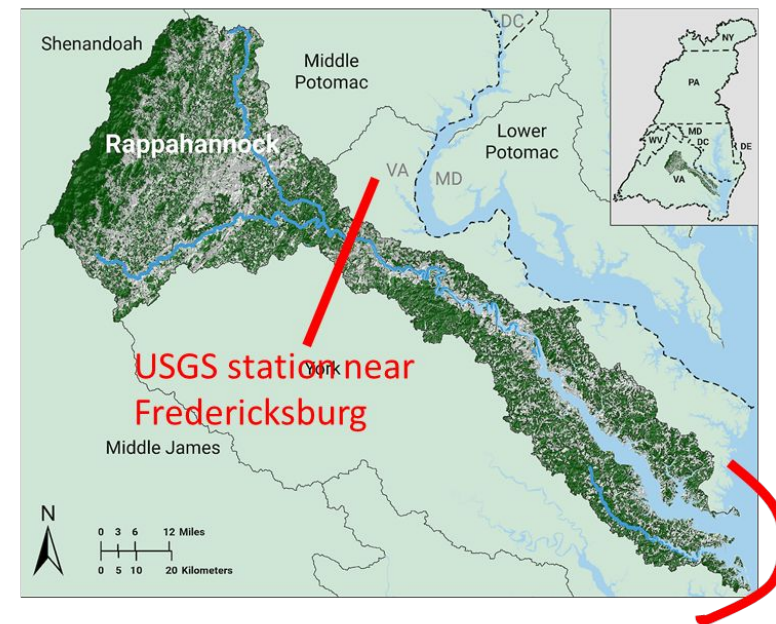 Shenandoah
Middle
Potomac
DC
Rappahannock
Lower
Potomac
VA
MD
NY
PA
WV
MD
DC
DE
VA
USGS station near
York
Fredericksburg
Middle James
N
0 3 6 12 Miles
0 5 10 20 Kilometers